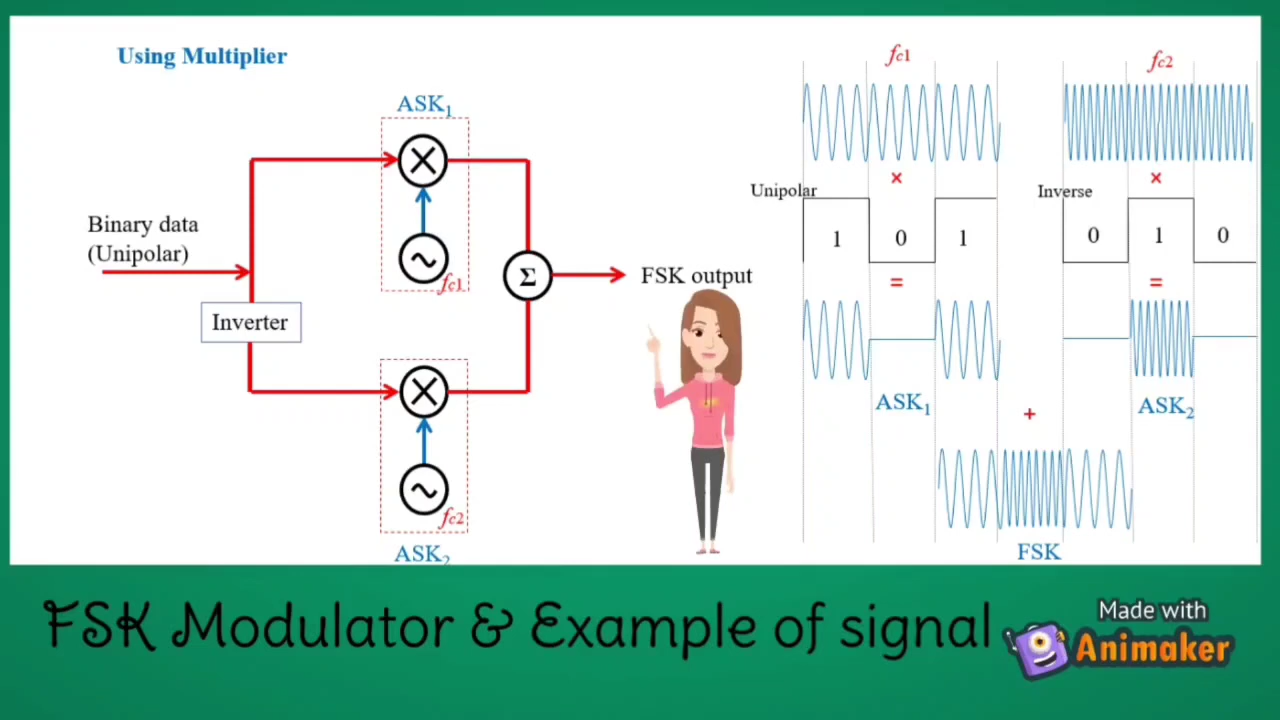 Using Multiplier
ASK1
Binary data
(Unipolar)
fc1
Inverter
Σ
FSK output
fc2
ASK2
fc1
fc2
×
×
Unipolar
Inverse
1 0 1
0 1 0
=
=
ASK1
ASK2
+
FSK
FSK Modulator & Example of signal
Made with
Animaker